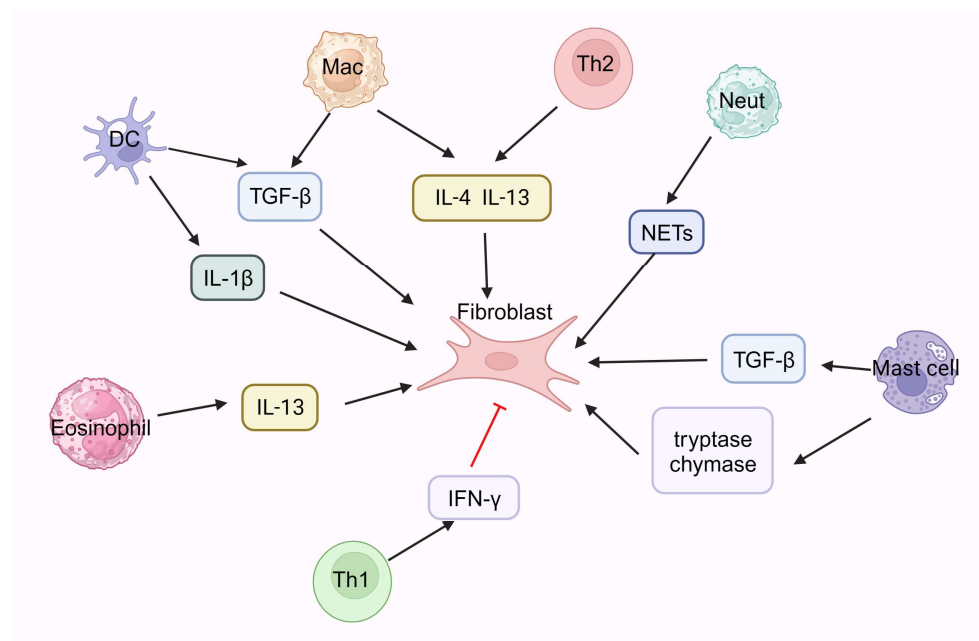 Mac
Th2
Neut
DC
TGF-β
IL-4 IL-13
NETs
IL-1β
Fibroblast
TGF-β
Mast cell
IL-13
Eosinophil
tryptase
chymase
IFN-γ
Th1